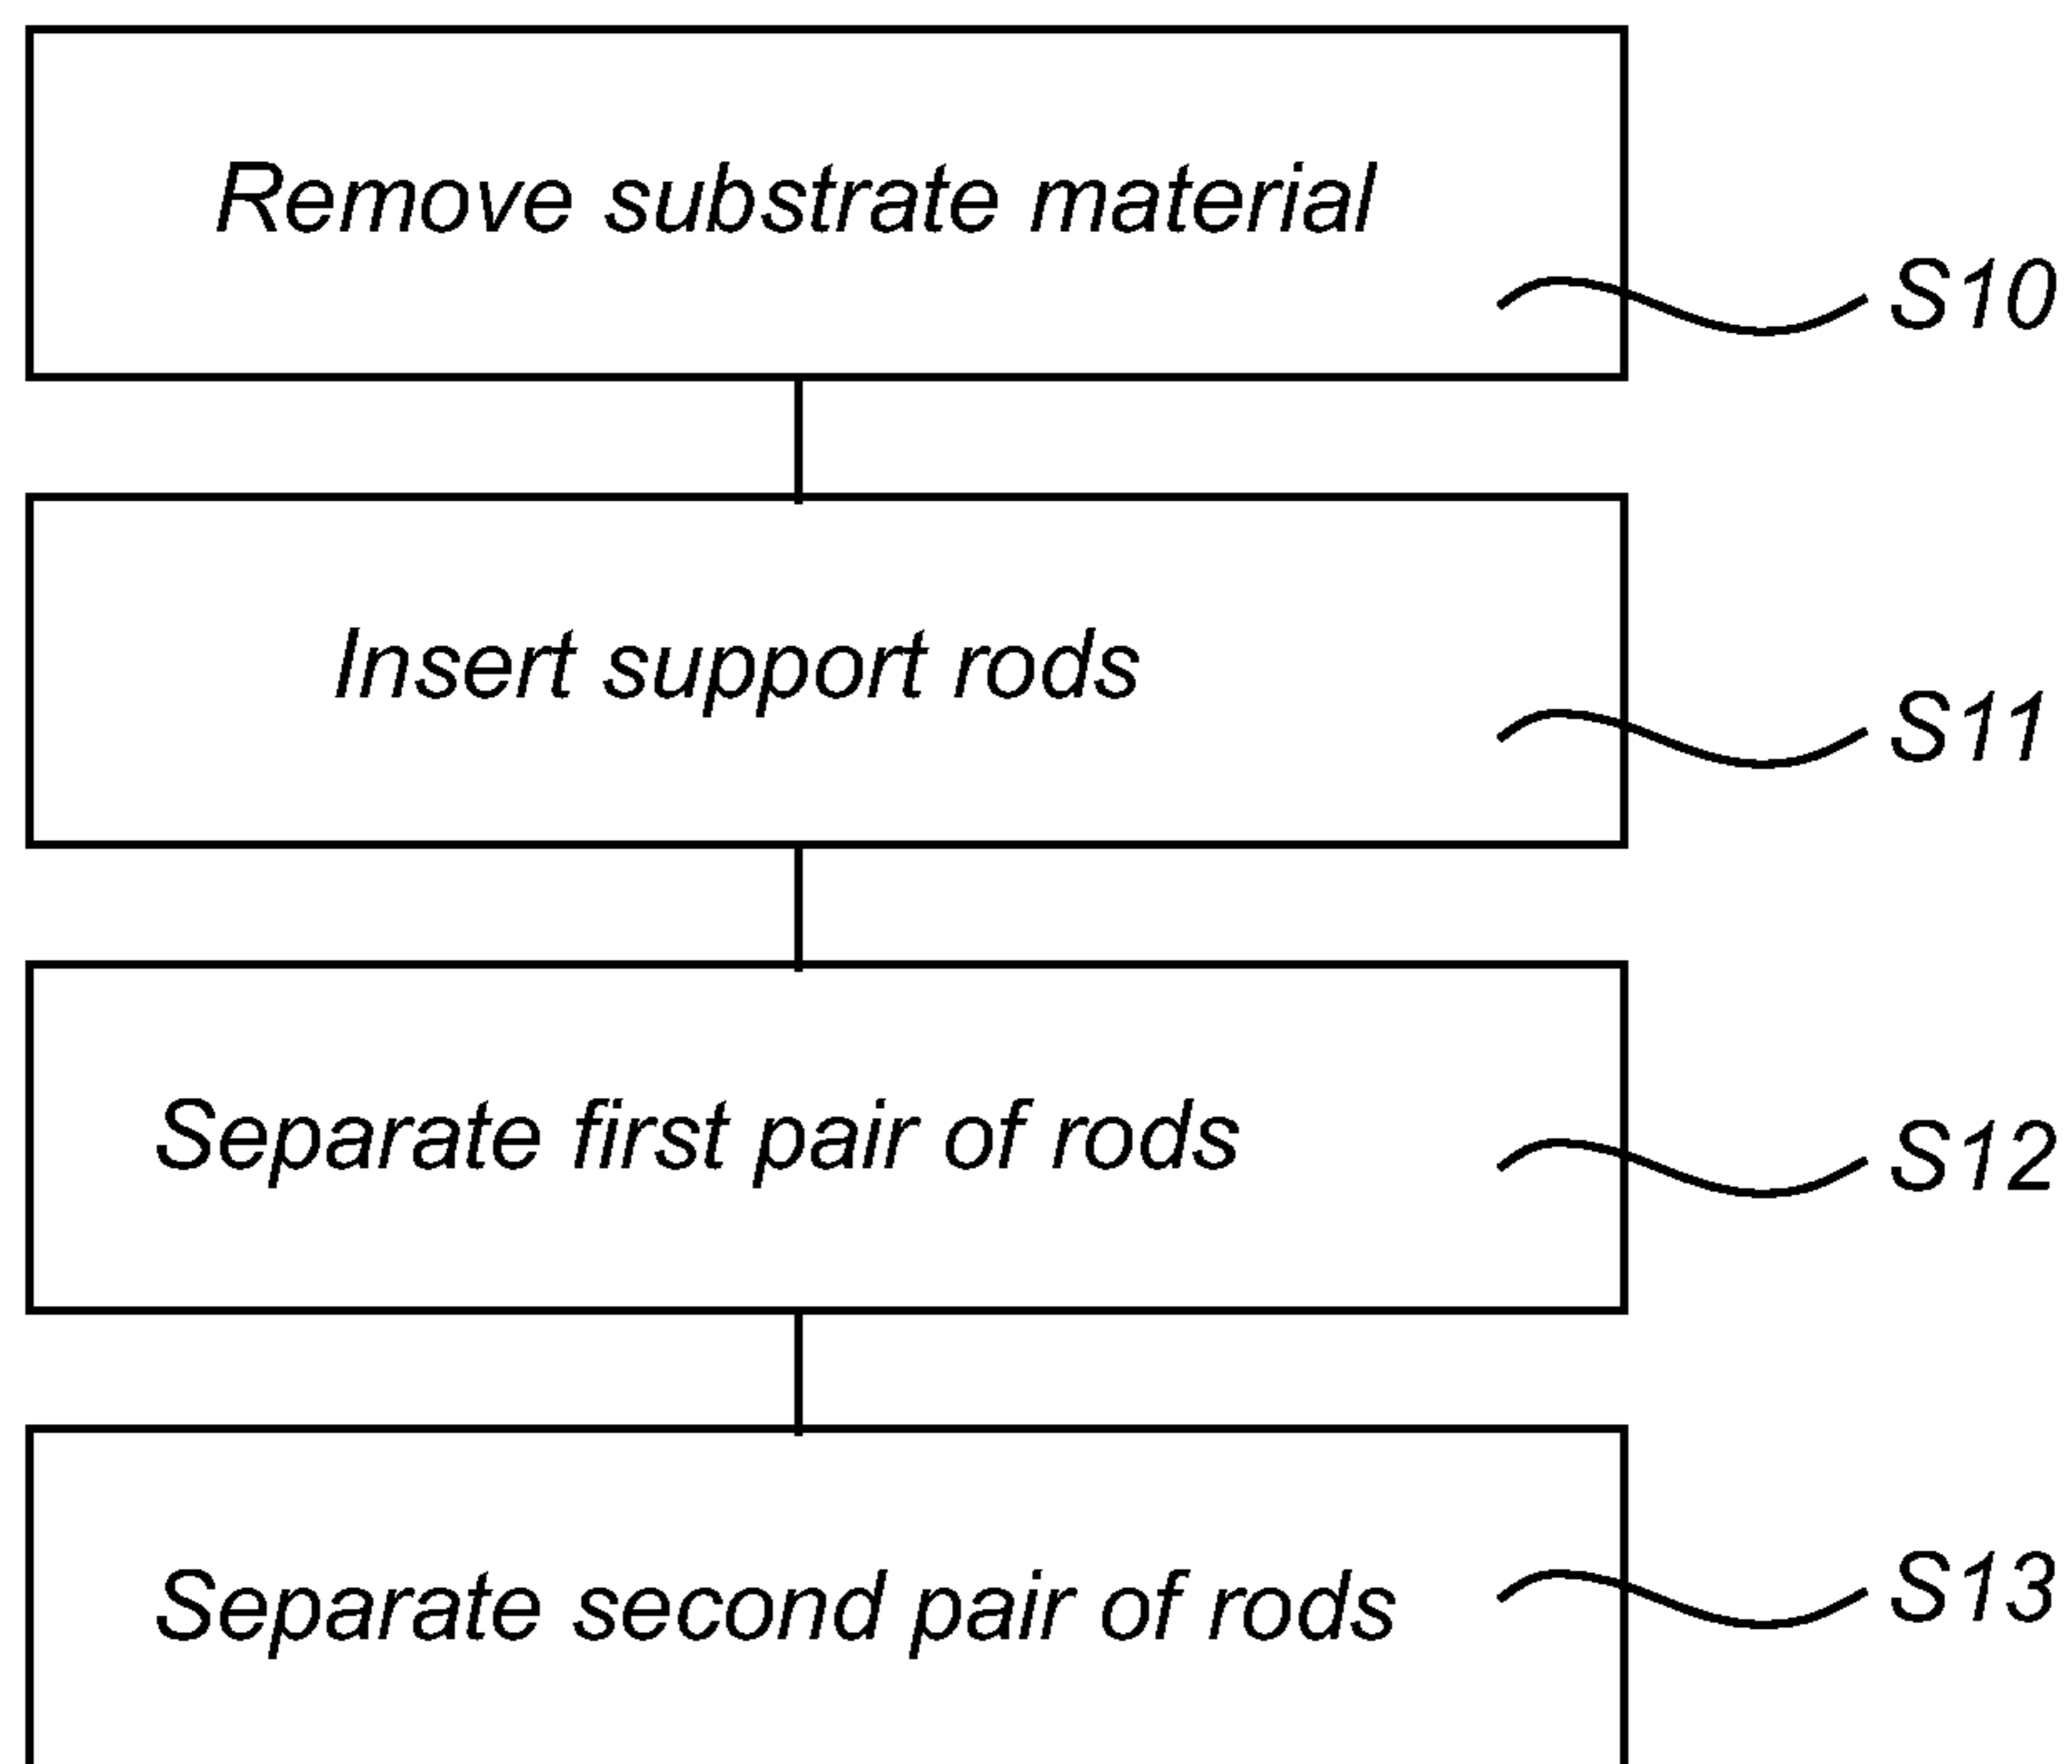 Remove substrate material
S10
Insert support rods
S11
Separate first pair of rods
S12
Separate second pair of rods
S13